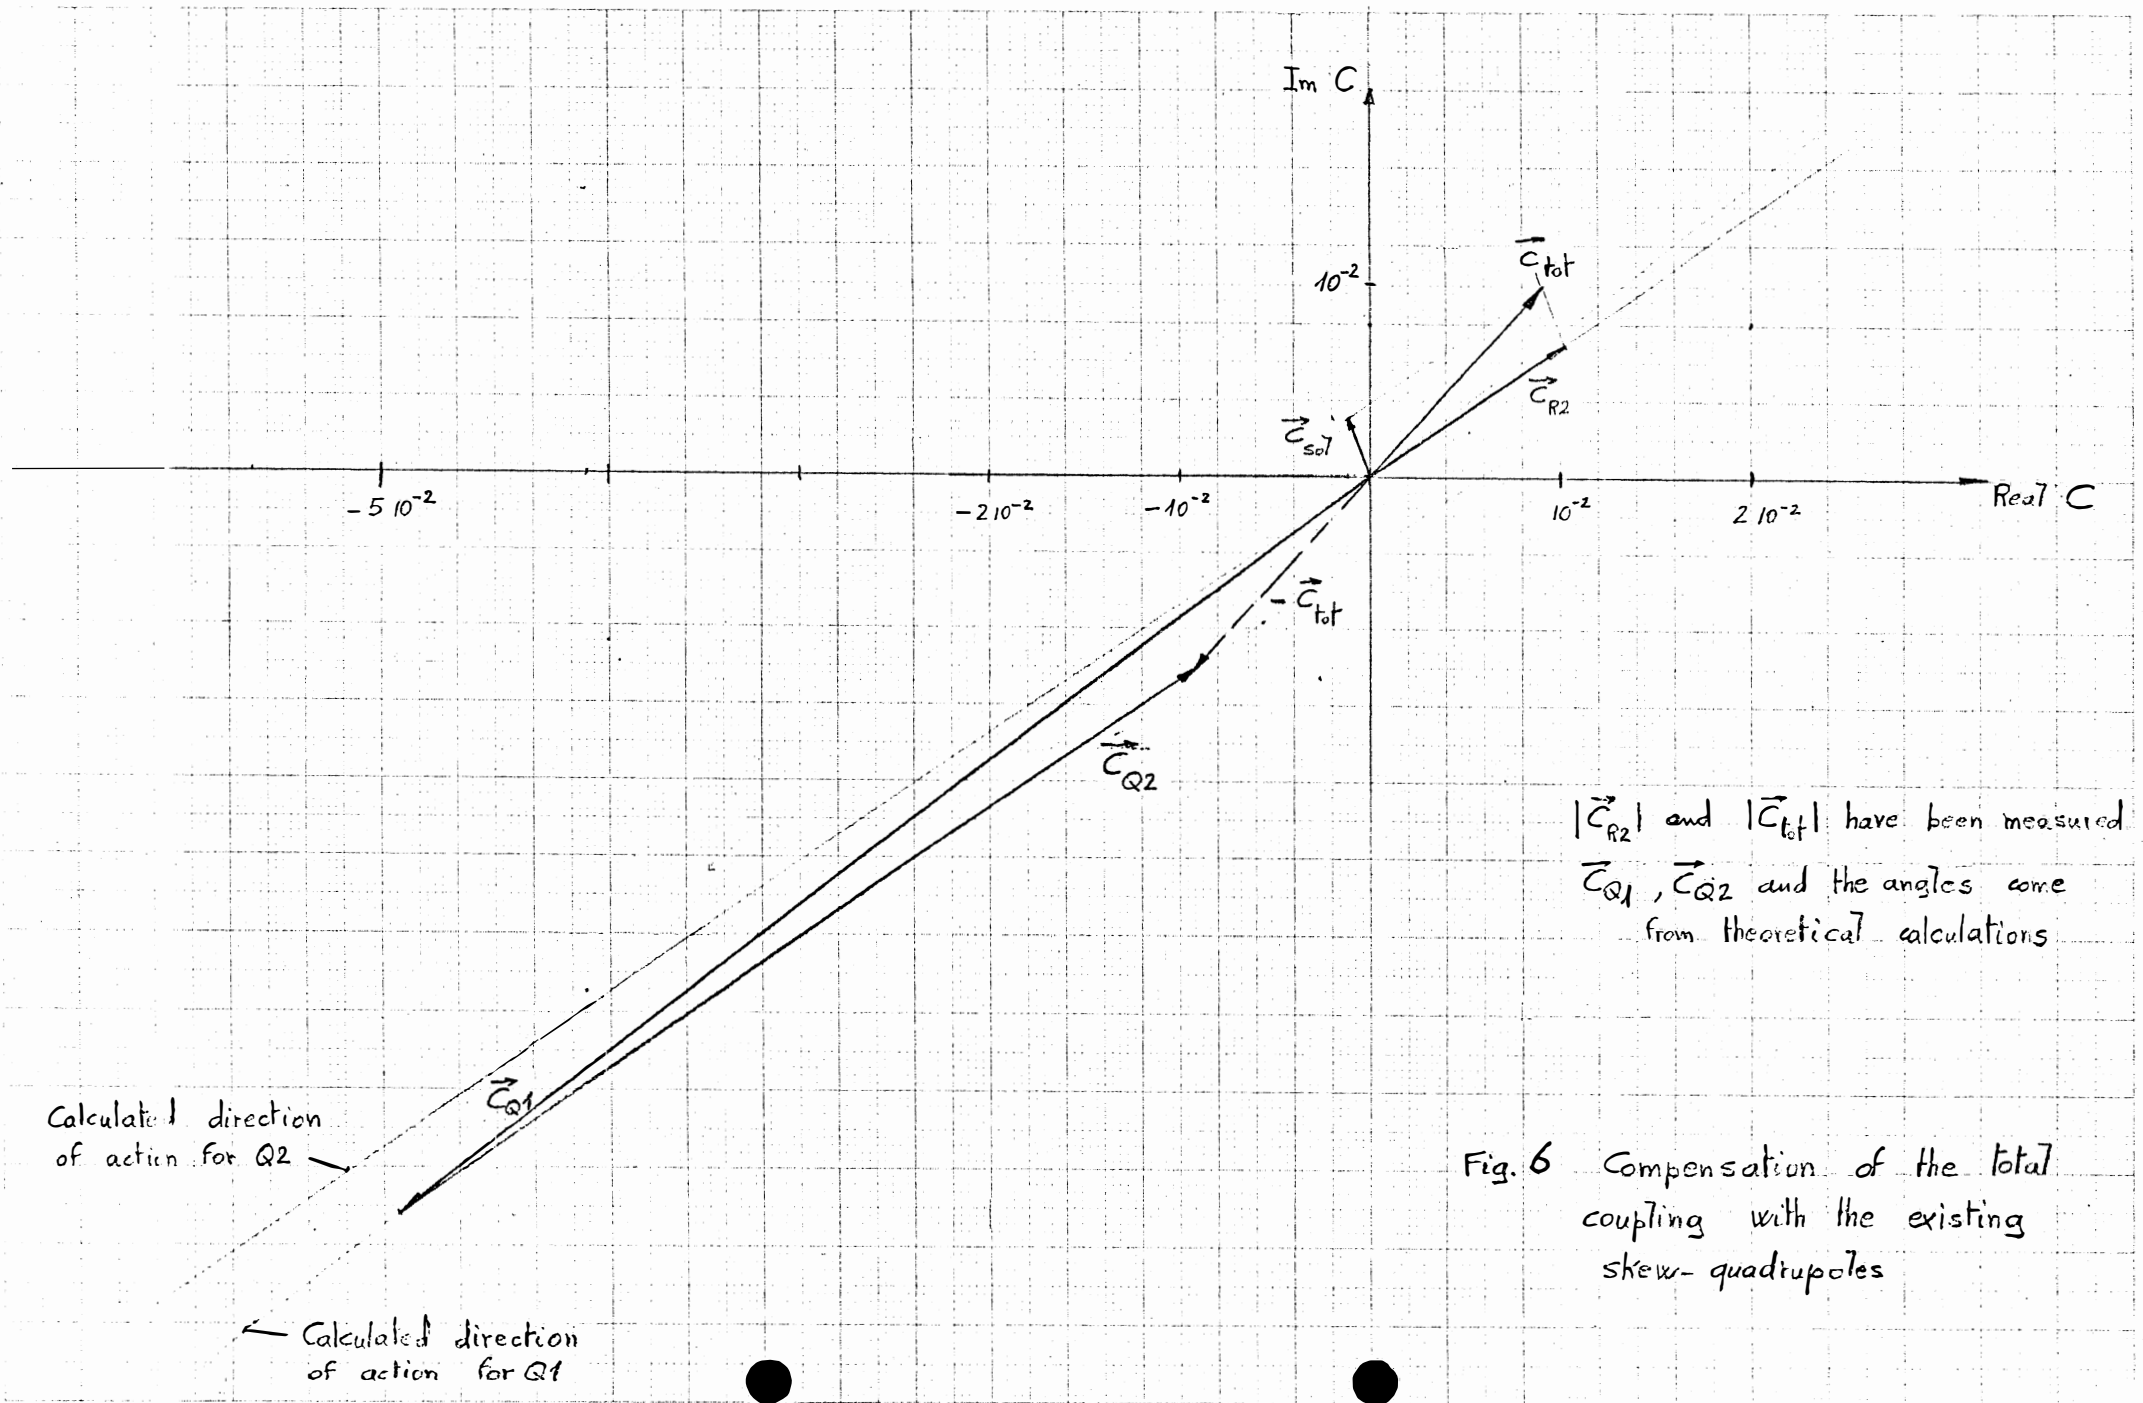 Im C
C⃗tot
10⁻²
C⃗R2
C⃗sol
-5 10⁻²
-2 10⁻²
-10⁻²
10⁻²
2 10⁻²
Real C
-C⃗tot
C⃗Q2
|C⃗R2| and |C⃗tot| have been measured
C⃗Q1, C⃗Q2 and the angles come
from theoretical calculations
C⃗Q1
Calculated direction
of action for Q2
Fig. 6 Compensation of the total
coupling with the existing
skew-quadrupoles
Calculated direction
of action for Q1